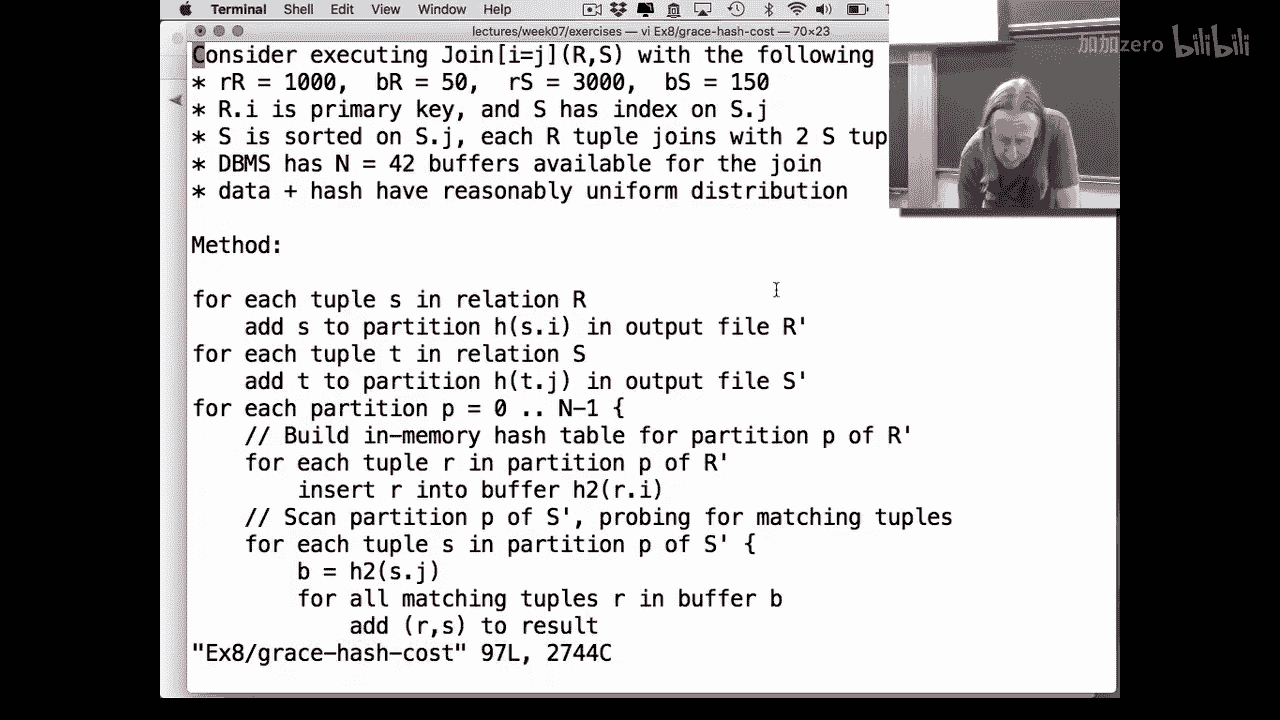 Terminal Shell Edit View Window Help
lectures/week07/exercises — vi Ex8/grace-hash-cost — 70×23
加加zero bilibili
Consider executing Join[i=j](R,S) with the following
* rR = 1000,  bR = 50,  rS = 3000,  bS = 150
* R.i is primary key, and S has index on S.j
* S is sorted on S.j, each R tuple joins with 2 S tup
* DBMS has N = 42 buffers available for the join
* data + hash have reasonably uniform distribution
Method:
for each tuple s in relation R
    add s to partition h(s.i) in output file R'
for each tuple t in relation S
    add t to partition h(t.j) in output file S'
for each partition p = 0 .. N-1 {
    // Build in-memory hash table for partition p of R'
    for each tuple r in partition p of R'
        insert r into buffer h2(r.i)
    // Scan partition p of S', probing for matching tuples
    for each tuple s in partition p of S' {
        b = h2(s.j)
        for all matching tuples r in buffer b
            add (r,s) to result
"Ex8/grace-hash-cost" 97L, 2744C